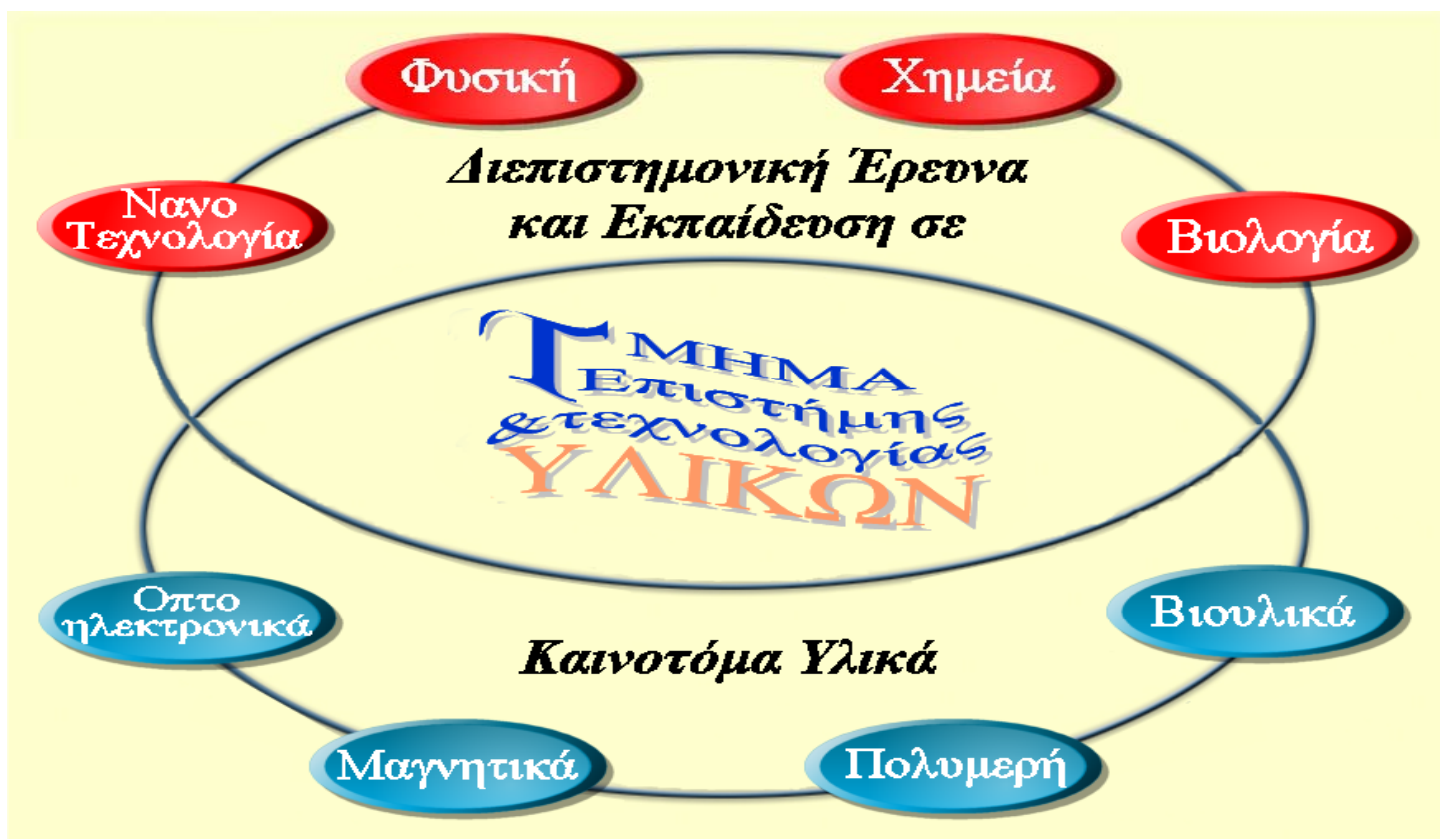 Φυσική
Χημεία
Διεπιστημονική Έρευνα
και Εκπαίδευση σε
Νανο
Τεχνολογία
Βιολογία
ΤΜΗΜΑ
Επιστήμης
&τεχνολογίας
ΥΛΙΚΩΝ
Οπτο
ηλεκτρονικά
Βιουλικά
Καινοτόμα Υλικά
Μαγνητικά
Πολυμερή